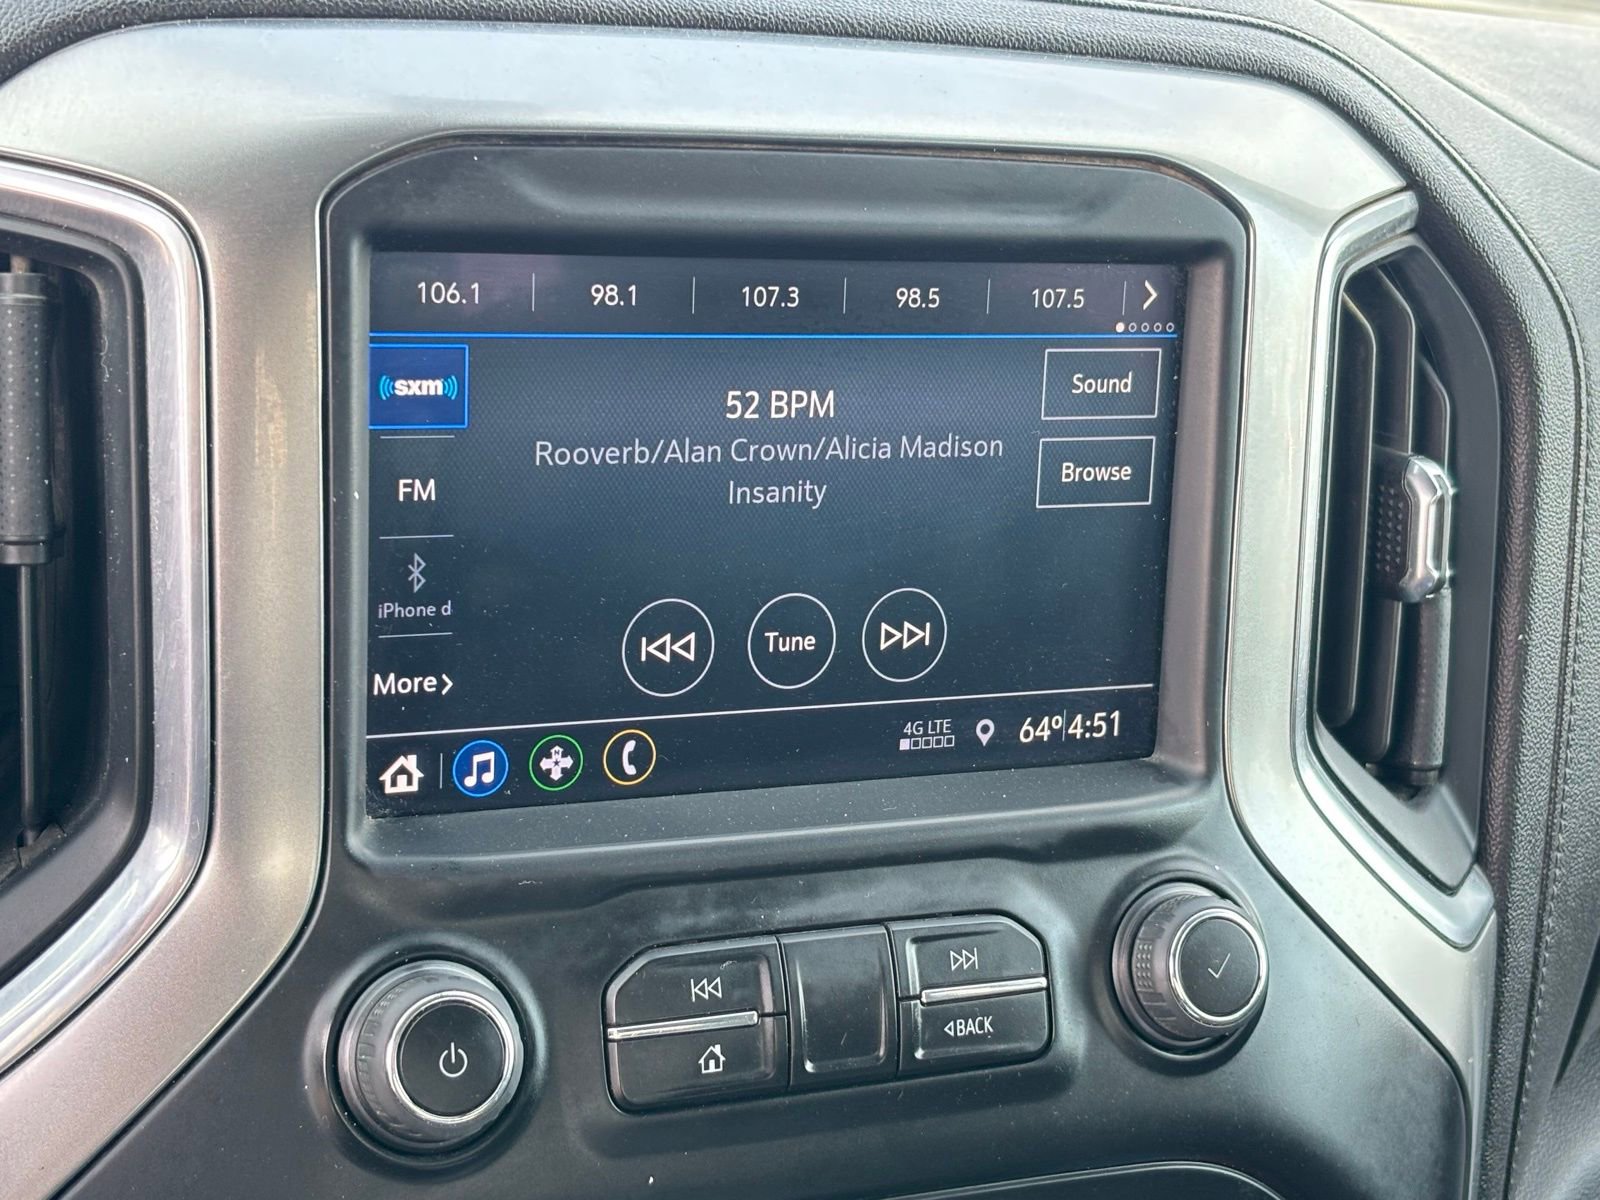 106.1 98.1 107.3 98.5 107.5
sxm
52 BPM
Rooverb/Alan Crown/Alicia Madison
Insanity
Sound
Browse
FM
iPhone d
More
Tune
N
4G LTE
64° 4:51
BACK